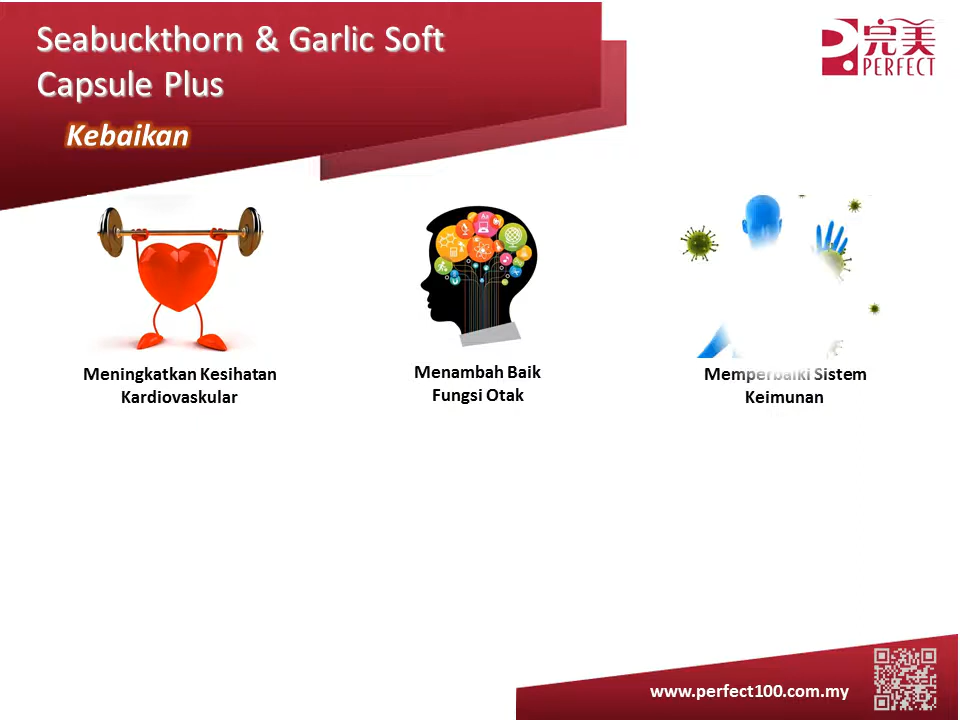 Seabuckthorn & Garlic Soft
Capsule Plus
Kebaikan
完美
PERFECT
Meningkatkan Kesihatan
Kardiovaskular
Menambah Baik
Fungsi Otak
Memperbaiki Sistem
Keimunan
www.perfect100.com.my